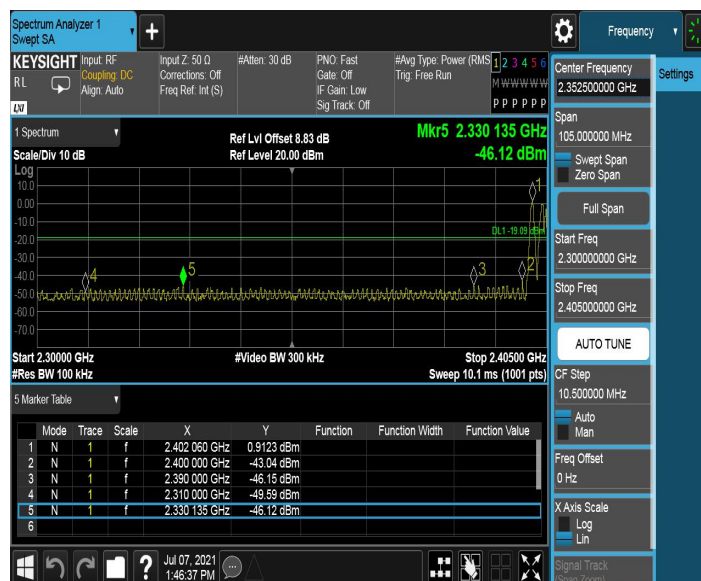 Spectrum Analyzer 1
Swept SA
Frequency
KEYSIGHT
RL
LXI
Input: RF
Coupling: DC
Align: Auto
Input Z: 50 Ω
Corrections: Off
Freq Ref: Int (S)
#Atten: 30 dB
PNO: Fast
Gate: Off
IF Gain: Low
Sig Track: Off
#Avg Type: Power (RMS
Trig: Free Run
1 2 3 4 5 6
M W W W W W
P P P P P P
Center Frequency
2.352500000 GHz
Settings
Span
105.000000 MHz
Swept Span
Zero Span
Full Span
Start Freq
2.300000000 GHz
Stop Freq
2.405000000 GHz
AUTO TUNE
CF Step
10.500000 MHz
Auto
Man
Freq Offset
0 Hz
X Axis Scale
Log
Lin
Signal Track
(Span Zoom)
1 Spectrum
Scale/Div 10 dB
Ref Lvl Offset 8.83 dB
Ref Level 20.00 dBm
Mkr5 2.330 135 GHz
-46.12 dBm
Log
10.0
0.00
-10.0
-20.0
-30.0
-40.0
-50.0
-60.0
-70.0
DL1 -19.09 dBm
1
2
3
4
5
Start 2.30000 GHz
#Res BW 100 kHz
#Video BW 300 kHz
Stop 2.40500 GHz
Sweep 10.1 ms (1001 pts)
5 Marker Table
Mode Trace Scale X Y Function Function Width Function Value
1 N 1 f 2.402 060 GHz 0.9123 dBm
2 N 1 f 2.400 000 GHz -43.04 dBm
3 N 1 f 2.390 000 GHz -46.15 dBm
4 N 1 f 2.310 000 GHz -49.59 dBm
5 N 1 f 2.330 135 GHz -46.12 dBm
6
?
Jul 07, 2021
1:46:37 PM